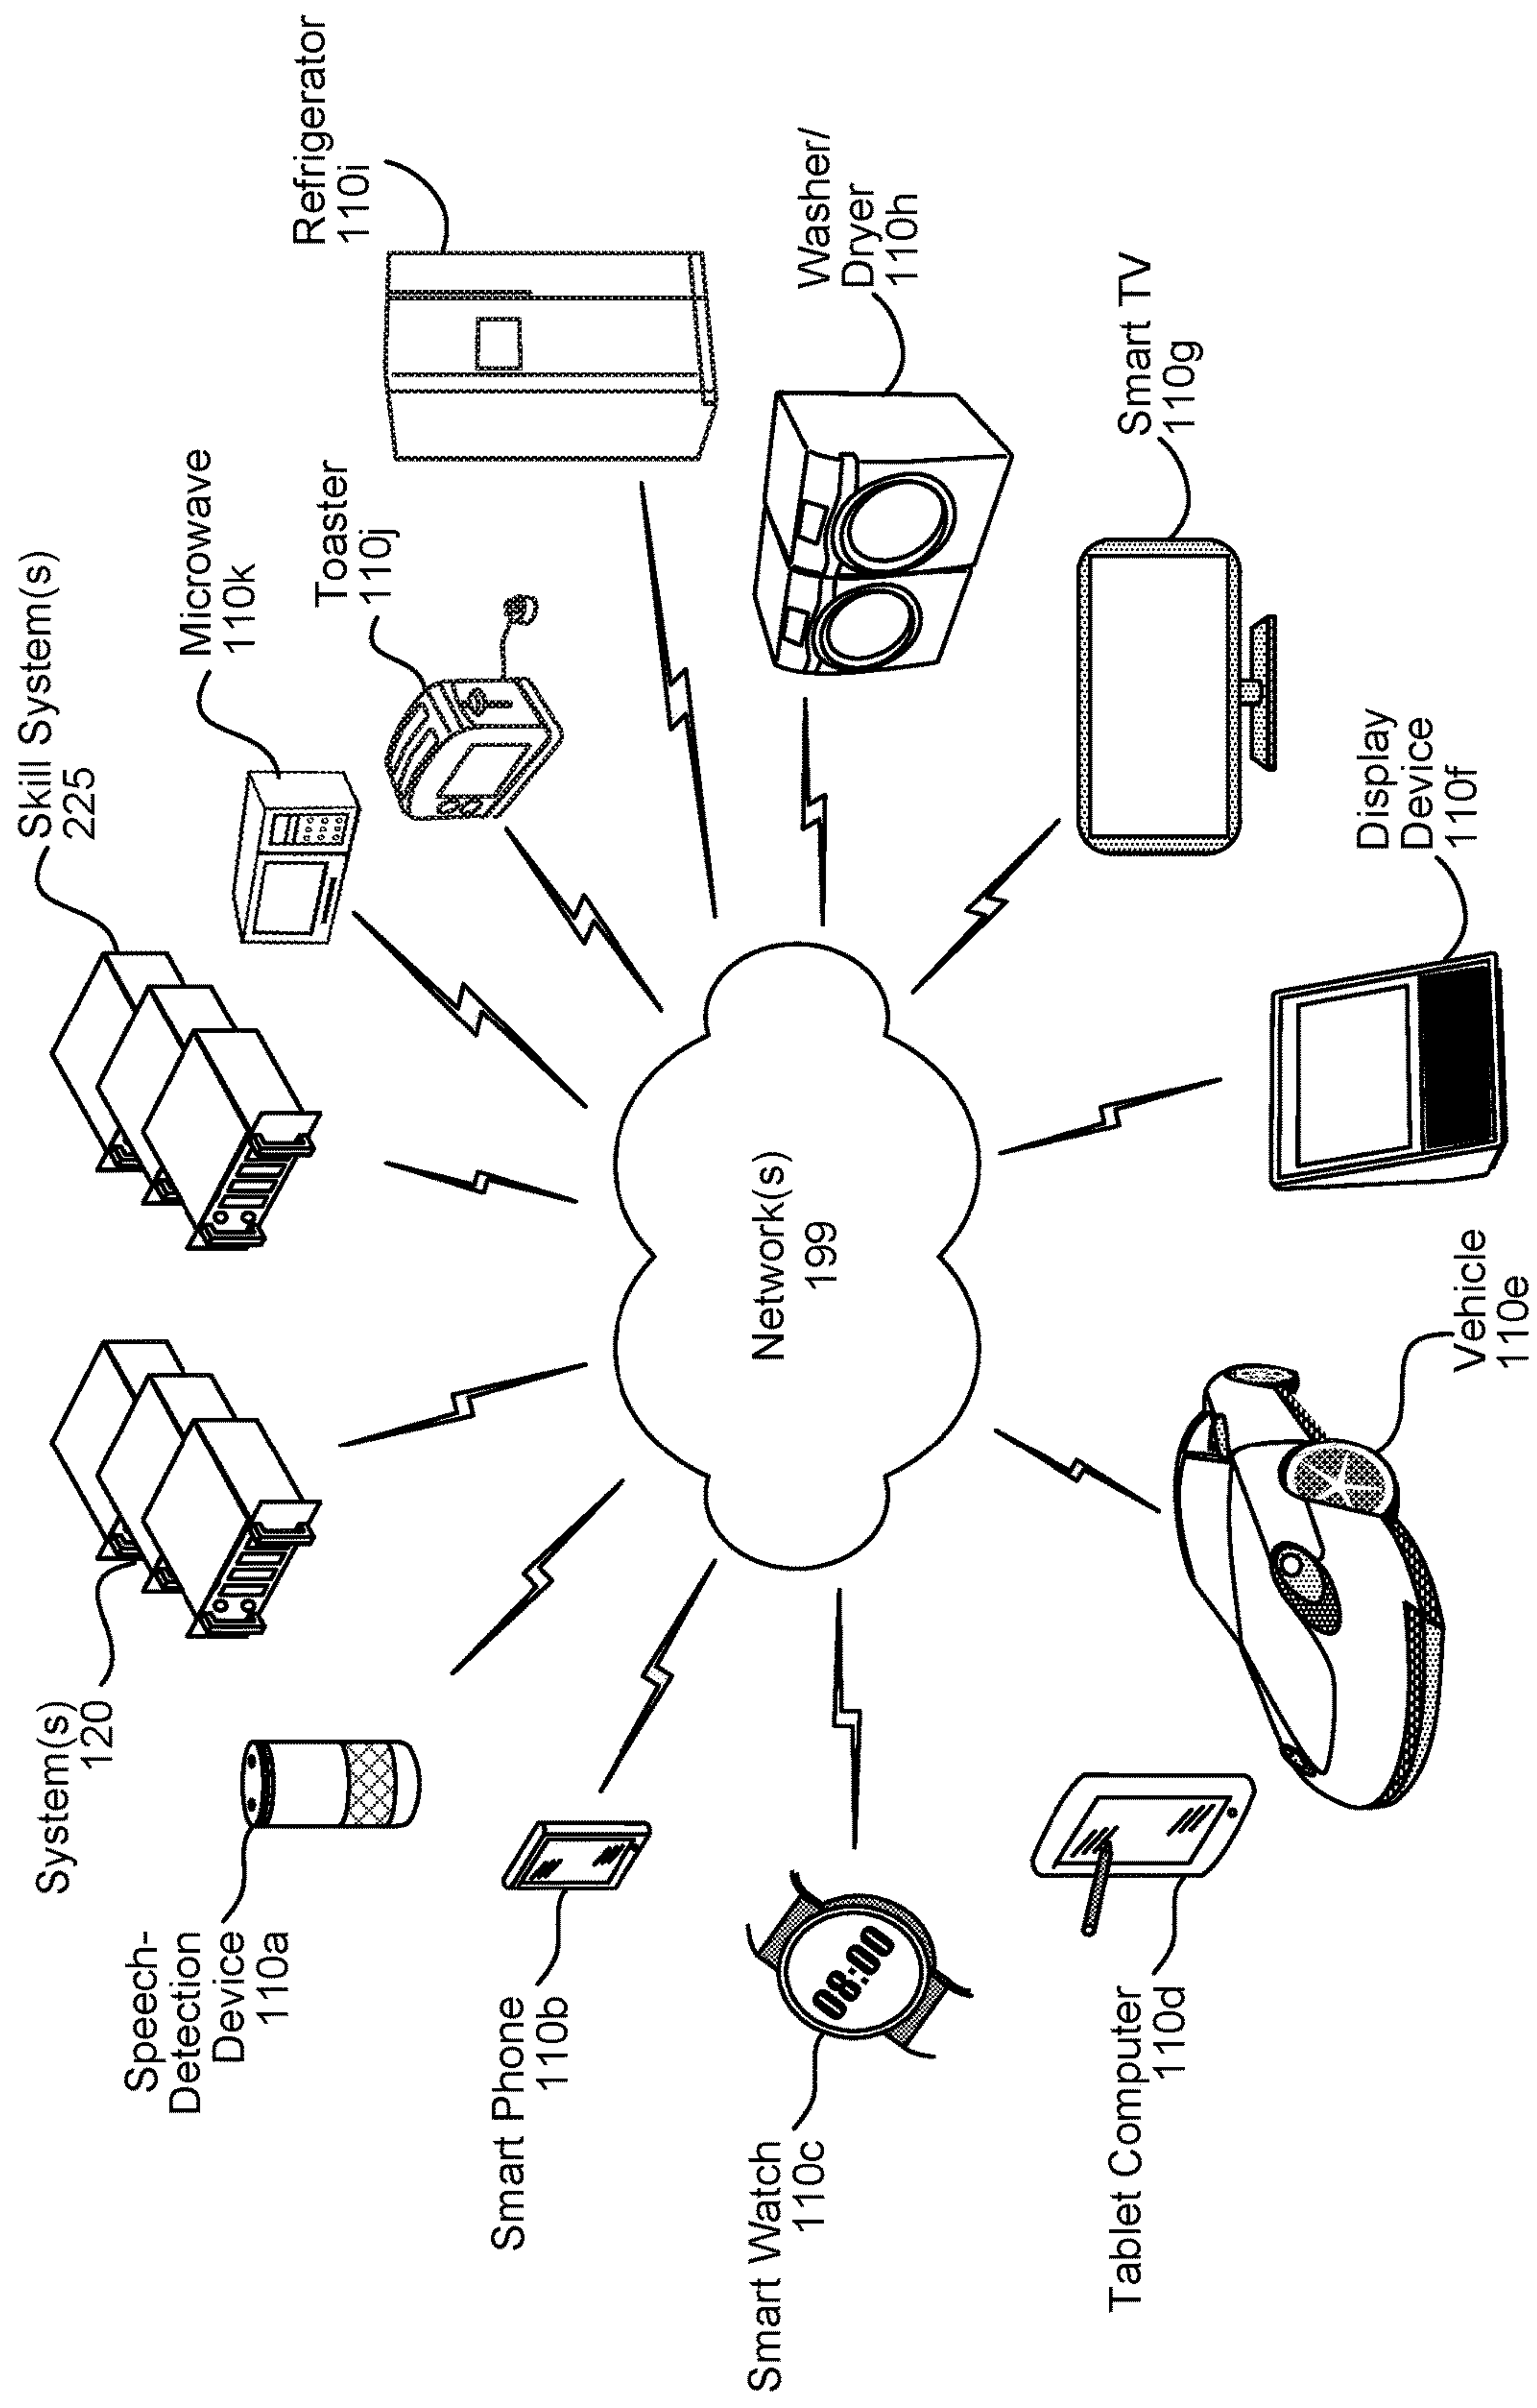 System(s)
120
Skill System(s)
225
Speech-
Detection
Device
110a
Microwave
110k
Refrigerator
110i
Toaster
110j
Smart Phone
110b
Network(s)
199
Washer/
Dryer
110h
Smart Watch
110c
08:00
Smart TV
110g
Tablet Computer
110d
Display
Device
110f
Vehicle
110e